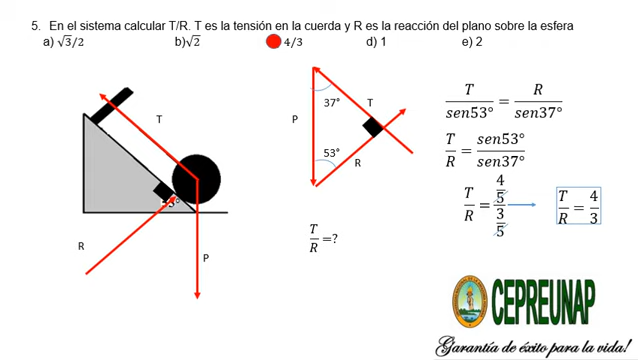 5. En el sistema calcular T/R. T es la tensión en la cuerda y R es la reacción del plano sobre la esfera
a) √3/2 b)√2 4/3 d) 1 e) 2
T
53°
R
P
37°
T
P
53°
R
T/R =?
T/sen53° = R/sen37°
T/R = sen53°/sen37°
T/R = (4/5)/(3/5)
T/R = 4/3
CEPREUNAP
Garantía de éxito para la vida!